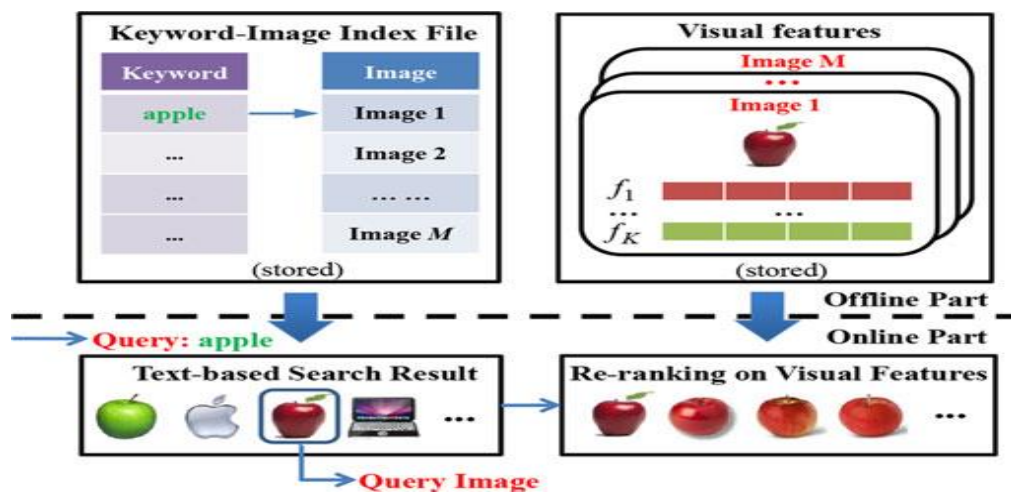 Keyword-Image Index File
Keyword
Image
apple
Image 1
...
Image 2
...
... ...
...
Image M
(stored)
Visual features
Image M
...
Image 1
f1
...
...
fK
(stored)
Offline Part
Online Part
Query: apple
Text-based Search Result
...
Query Image
Re-ranking on Visual Features
...